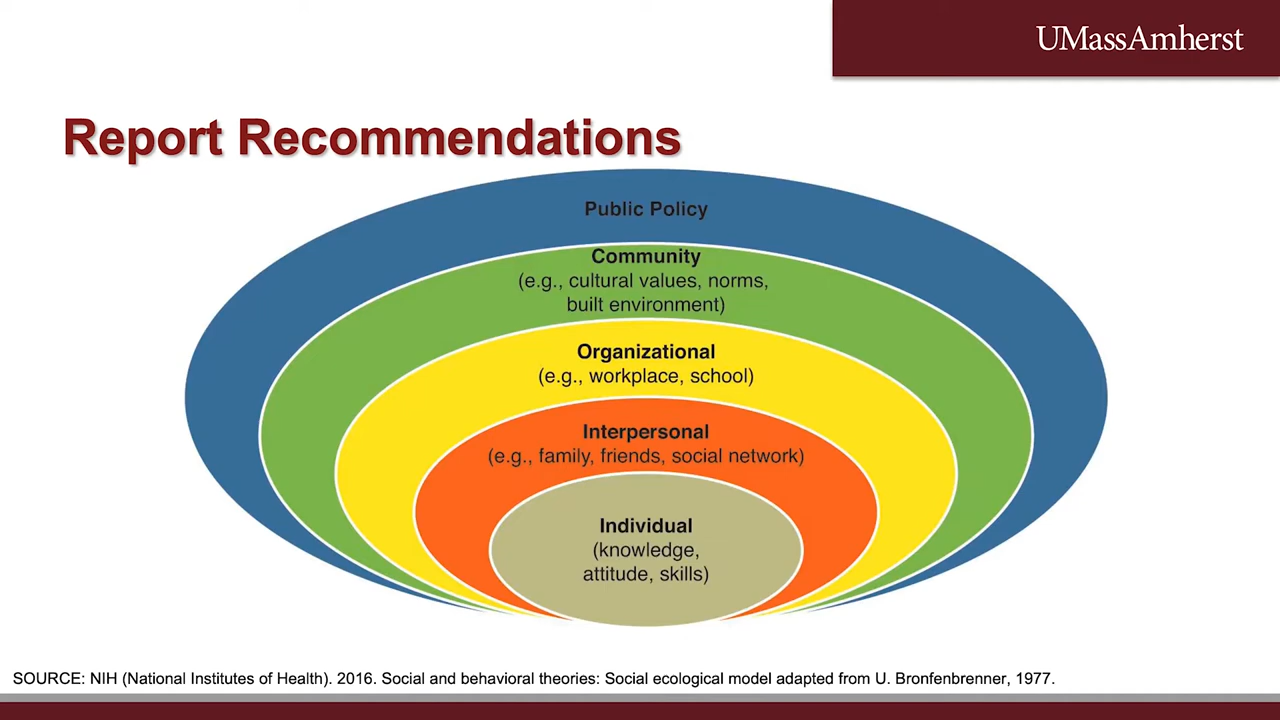 UMassAmherst
Report Recommendations
Public Policy
Community
(e.g., cultural values, norms,
built environment)
Organizational
(e.g., workplace, school)
Interpersonal
(e.g., family, friends, social network)
Individual
(knowledge,
attitude, skills)
SOURCE: NIH (National Institutes of Health). 2016. Social and behavioral theories: Social ecological model adapted from U. Bronfenbrenner, 1977.